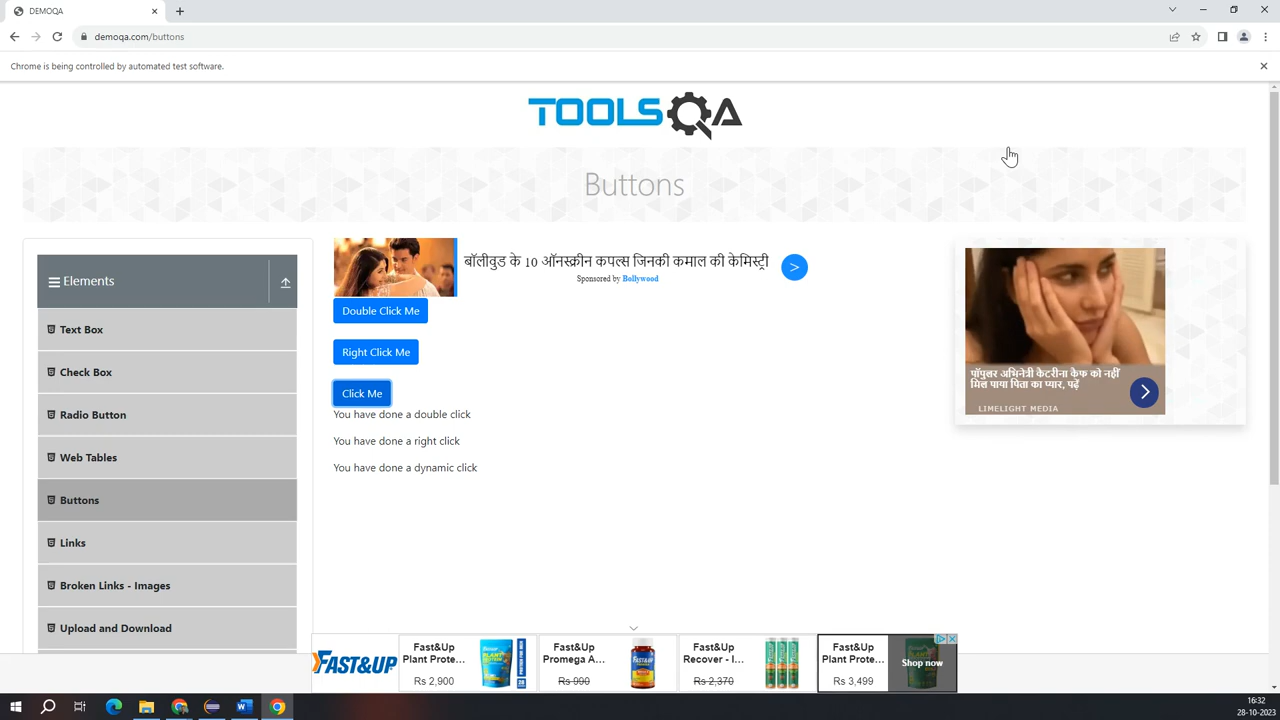 DEMOQA
demoqa.com/buttons
Chrome is being controlled by automated test software.
TOOLSQA
Buttons
Elements
Text Box
Check Box
Radio Button
Web Tables
Buttons
Links
Broken Links - Images
Upload and Download
बॉलीवुड के 10 ऑनस्क्रीन कपल्स जिनकी कमाल की केमिस्ट्री
Sponsored by Bollywood
>
Double Click Me
Right Click Me
Click Me
You have done a double click
You have done a right click
You have done a dynamic click
पॉपुलर अभिनेत्री कैटरीना कैफ को नहीं
मिल पाया पिता का प्यार, पढ़ें
LIMELIGHT MEDIA
FAST&UP
Fast&Up
Plant Prote...
Rs 2,900
Fast&Up
Promega A...
Rs 990
Fast&Up
Recover - I...
Rs 2,370
Fast&Up
Plant Prote...
Rs 3,499
Shop now
16:32
28-10-2023